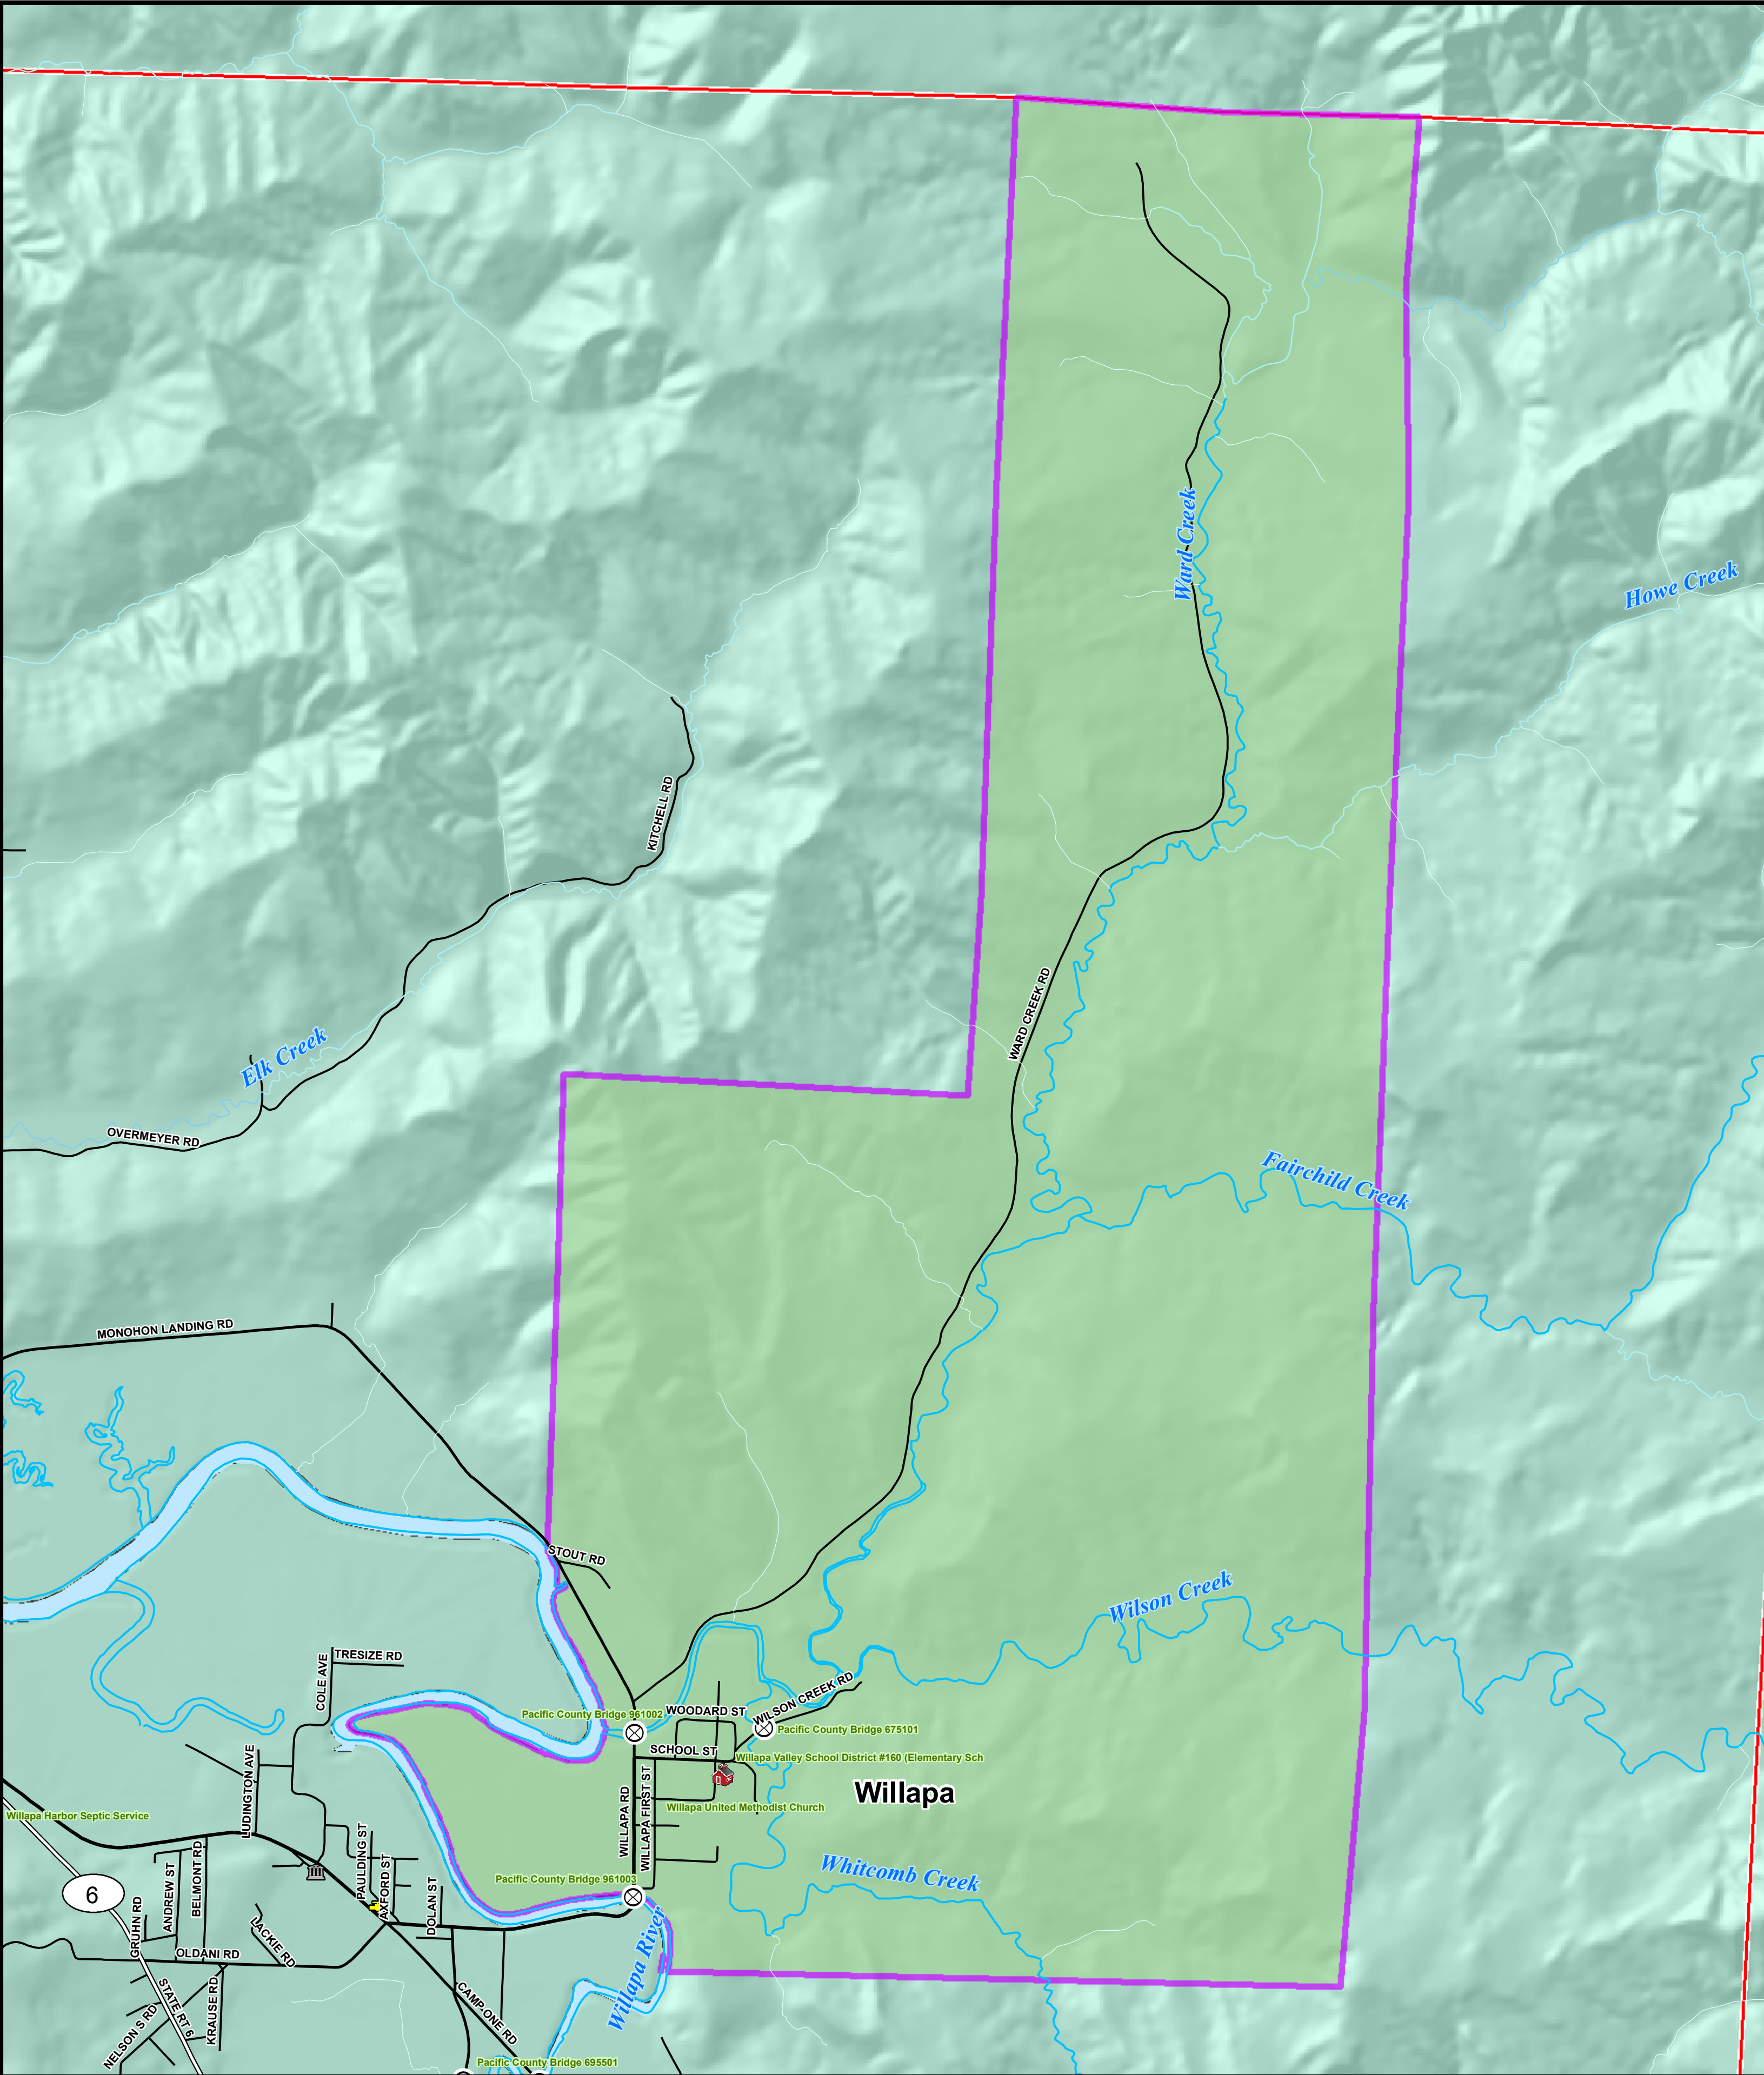 Ward Creek
Howe Creek
KITCHELL RD
WARD CREEK RD
Elk Creek
OVERMEYER RD
Fairchild Creek
MONOHON LANDING RD
STOUT RD
Wilson Creek
TRESIZE RD
COLE AVE
WILSON CREEK RD
WOODARD ST
Pacific County Bridge 961002
Pacific County Bridge 675101
SCHOOL ST
Willapa Valley School District #160 (Elementary Sch
LUDINGTON AVE
WILLAPA RD
WILLAPA FIRST ST
Willapa
Willapa United Methodist Church
Willapa Harbor Septic Service
PAULDING ST
AXFORD ST
Whitcomb Creek
Pacific County Bridge 961003
6
ANDREW ST
BELMONT RD
DOLAN ST
GRUHN RD
LACKIE RD
OLDANI RD
Willapa River
STATE RT 6
KRAUSE RD
CAMP ONE RD
NELSON S RD
Pacific County Bridge 695501